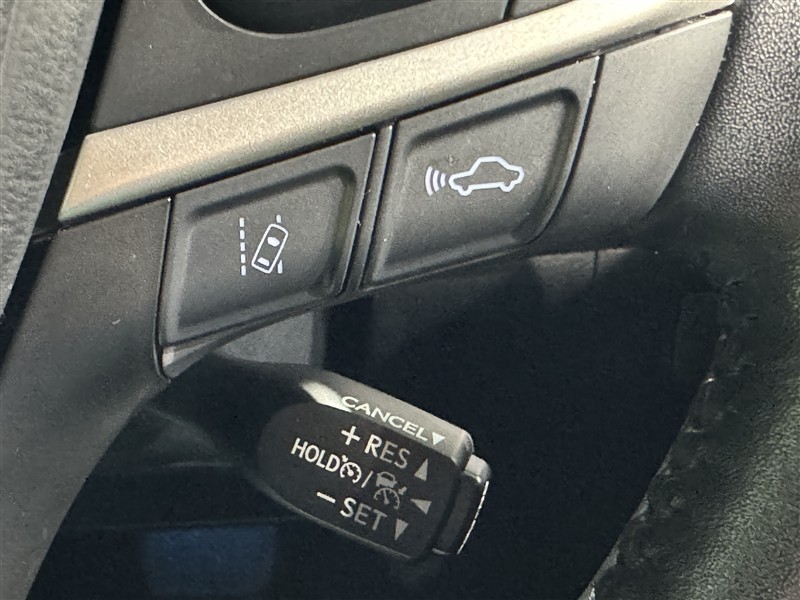 CANCEL▼
+ RES ▲
HOLD / ◀
− SET ▼